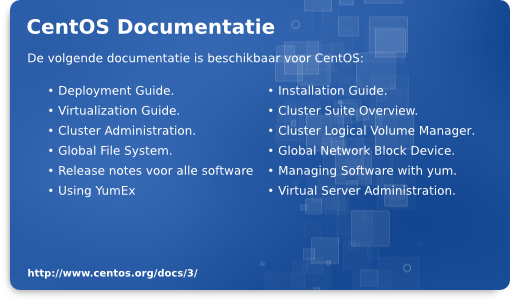 CentOS Documentatie
De volgende documentatie is beschikbaar voor CentOS:
• Deployment Guide.
• Virtualization Guide.
• Cluster Administration.
• Global File System.
• Release notes voor alle software
• Using YumEx
• Installation Guide.
• Cluster Suite Overview.
• Cluster Logical Volume Manager.
• Global Network Block Device.
• Managing Software with yum.
• Virtual Server Administration.
http://www.centos.org/docs/3/